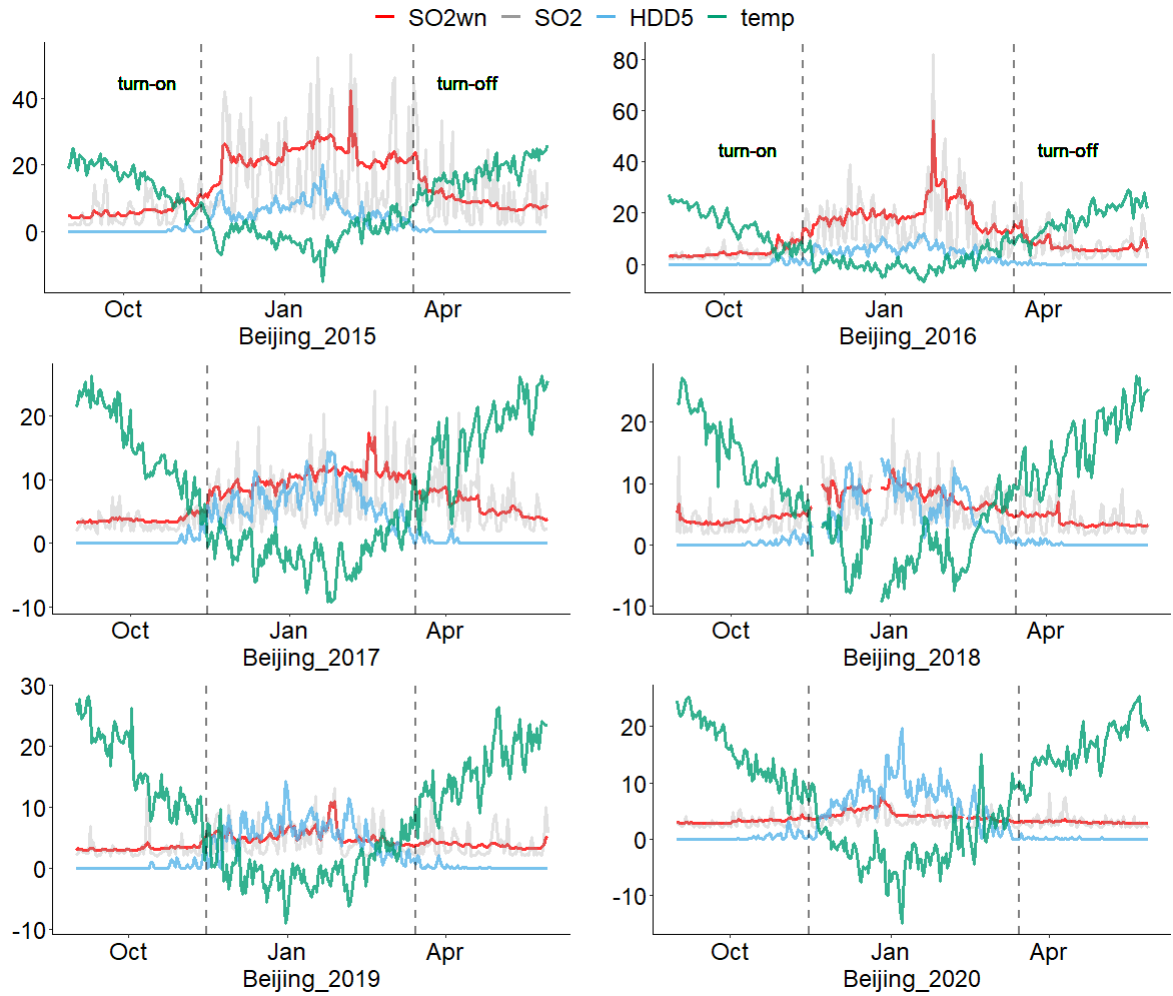 SO2wn SO2 HDD5 temp
turn-on turn-off
40
20
0
Oct Jan Apr
Beijing_2015
turn-on turn-off
80
60
40
20
0
Oct Jan Apr
Beijing_2016
20
10
0
-10
Oct Jan Apr
Beijing_2017
20
10
0
-10
Oct Jan Apr
Beijing_2018
30
20
10
0
-10
Oct Jan Apr
Beijing_2019
20
10
0
-10
Oct Jan Apr
Beijing_2020